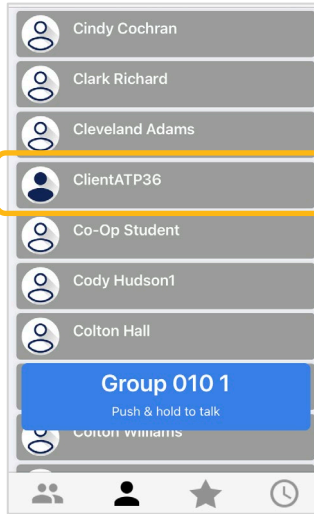 Cindy Cochran
Clark Richard
Cleveland Adams
ClientATP36
Co-Op Student
Cody Hudson1
Colton Hall
Group 010 1
Push & hold to talk
Colton Williams